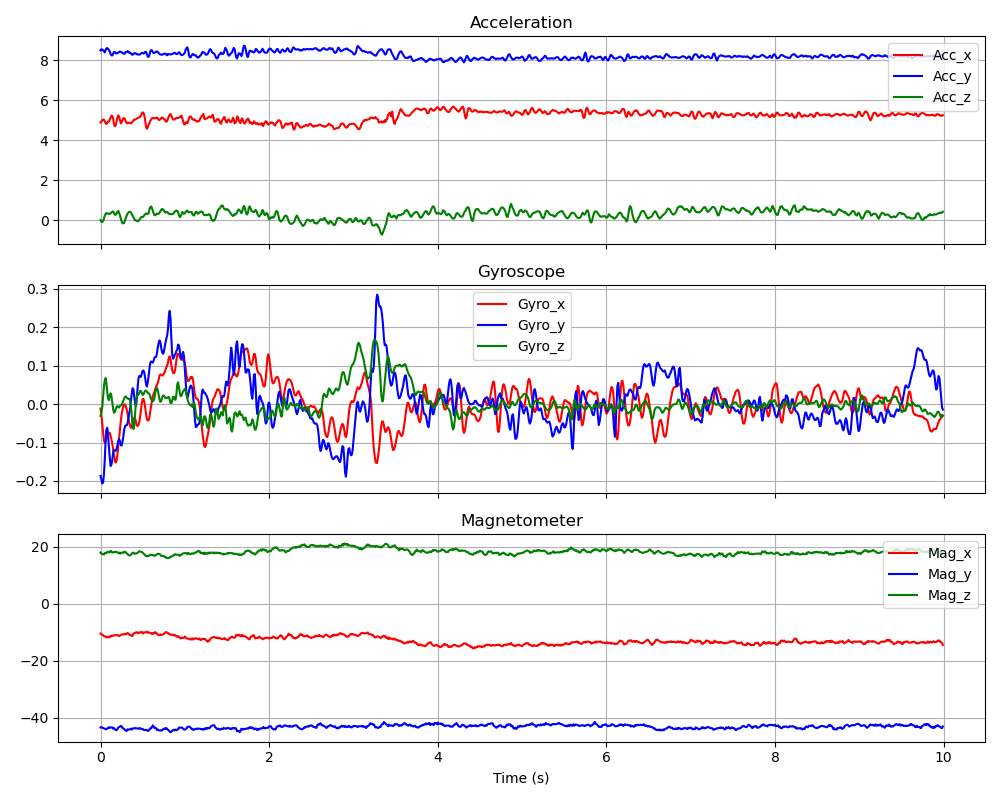 Acceleration
8
6
4
2
0
Acc_x
Acc_y
Acc_z
Gyroscope
0.3
0.2
0.1
0.0
−0.1
−0.2
Gyro_x
Gyro_y
Gyro_z
Magnetometer
20
0
−20
−40
Mag_x
Mag_y
Mag_z
0 2 4 6 8 10
Time (s)